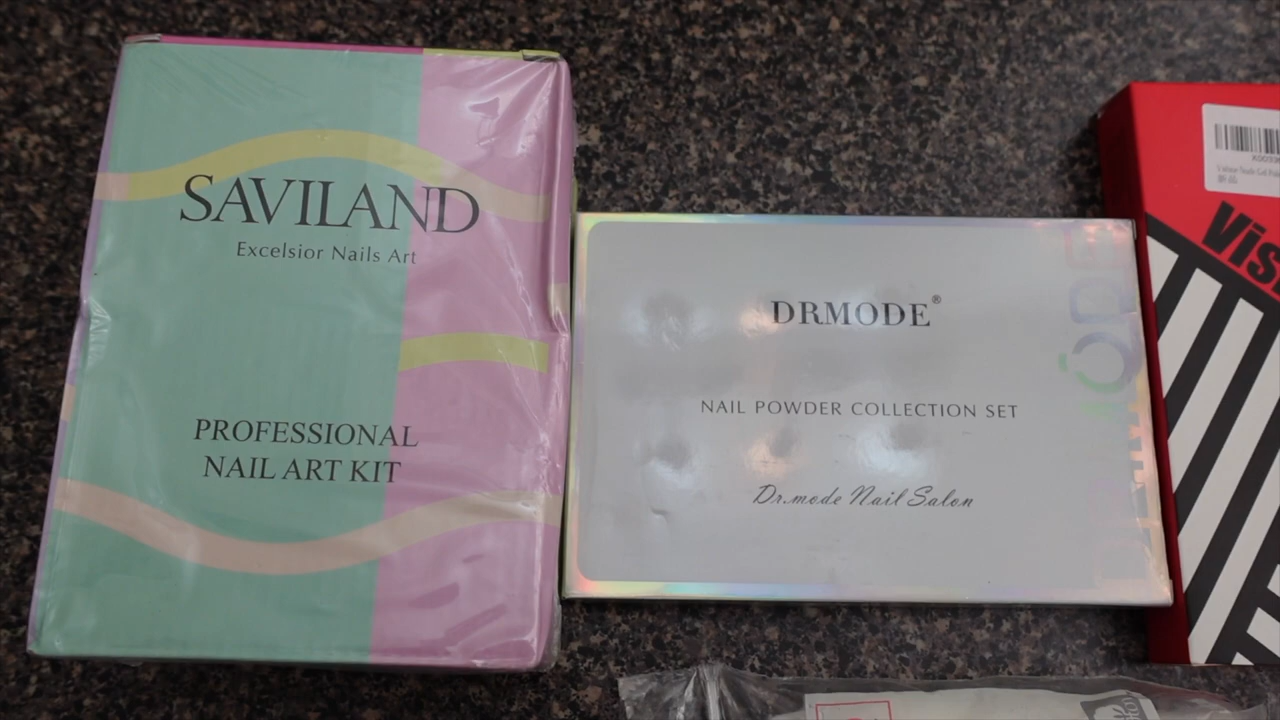 SAVILAND
Excelsior Nails Art
PROFESSIONAL
NAIL ART KIT
DRMODE®
NAIL POWDER COLLECTION SET
Dr.mode Nail Salon
Vis